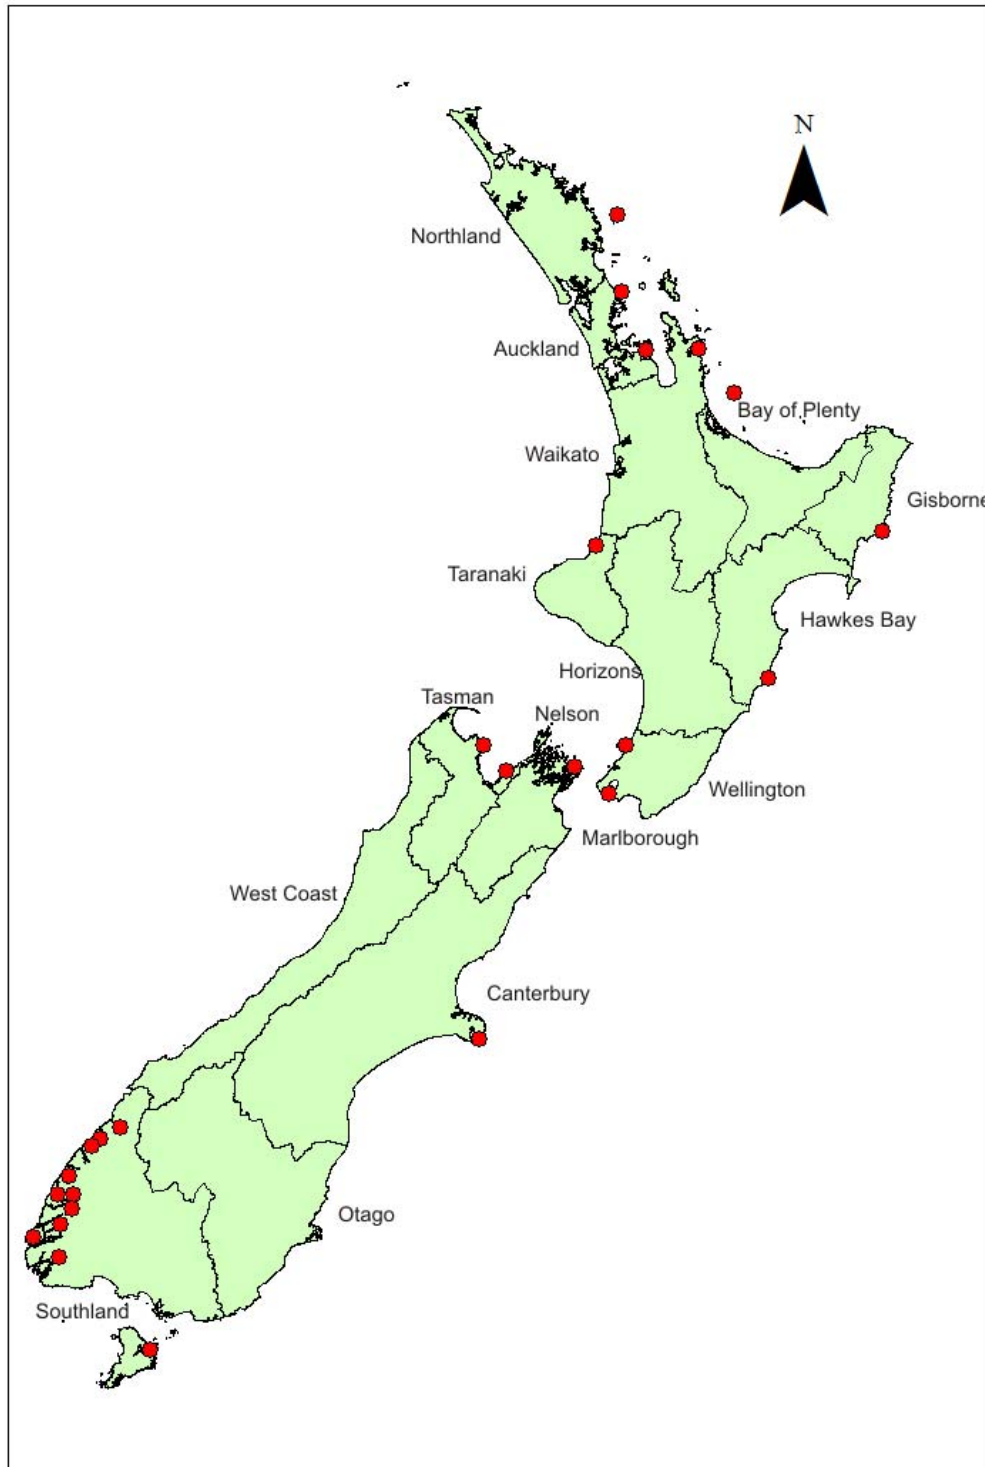 N
Northland
Auckland
Bay of Plenty
Waikato
Gisborne
Taranaki
Hawkes Bay
Horizons
Tasman
Nelson
Wellington
Marlborough
West Coast
Canterbury
Otago
Southland